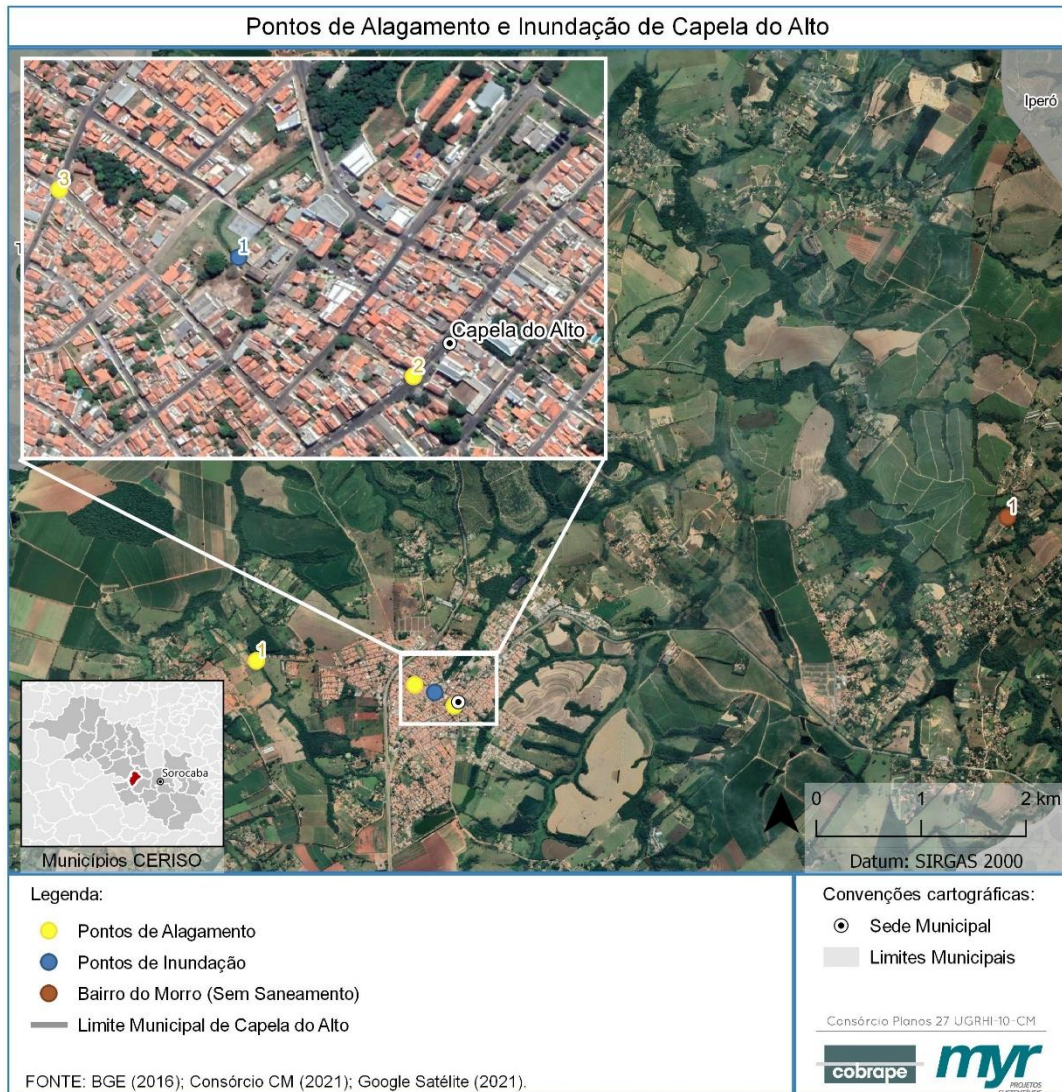 Pontos de Alagamento e Inundação de Capela do Alto
Iperó
3
1
Capela do Alto
2
1
1
Sorocaba
Municípios CERISO
0 1 2 km
Datum: SIRGAS 2000
Legenda:
Pontos de Alagamento
Pontos de Inundação
Bairro do Morro (Sem Saneamento)
Limite Municipal de Capela do Alto
FONTE: BGE (2016); Consórcio CM (2021); Google Satélite (2021).
Convenções cartográficas:
Sede Municipal
Limites Municipais
Consórcio Planos 27 UGRHI-10-CM
cobrape
myr
PROJETOS